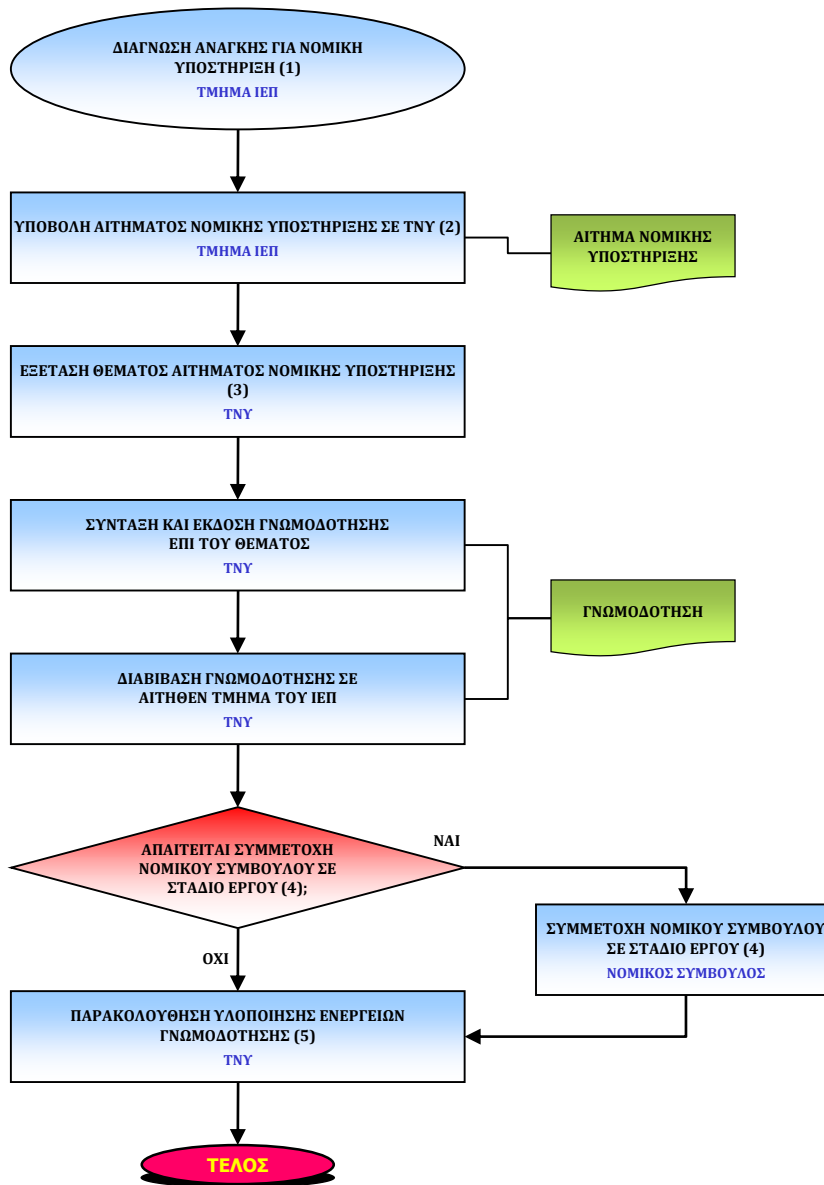 ΔΙΑΓΝΩΣΗ ΑΝΑΓΚΗΣ ΓΙΑ ΝΟΜΙΚΗ
ΥΠΟΣΤΗΡΙΞΗ (1)
ΤΜΗΜΑ ΙΕΠ
ΥΠΟΒΟΛΗ ΑΙΤΗΜΑΤΟΣ ΝΟΜΙΚΗΣ ΥΠΟΣΤΗΡΙΞΗΣ ΣΕ ΤΝΥ (2)
ΤΜΗΜΑ ΙΕΠ
ΑΙΤΗΜΑ ΝΟΜΙΚΗΣ
ΥΠΟΣΤΗΡΙΞΗΣ
ΕΞΕΤΑΣΗ ΘΕΜΑΤΟΣ ΑΙΤΗΜΑΤΟΣ ΝΟΜΙΚΗΣ ΥΠΟΣΤΗΡΙΞΗΣ
(3)
ΤΝΥ
ΣΥΝΤΑΞΗ ΚΑΙ ΕΚΔΟΣΗ ΓΝΩΜΟΔΟΤΗΣΗΣ
ΕΠΙ ΤΟΥ ΘΕΜΑΤΟΣ
ΤΝΥ
ΓΝΩΜΟΔΟΤΗΣΗ
ΔΙΑΒΙΒΑΣΗ ΓΝΩΜΟΔΟΤΗΣΗΣ ΣΕ
ΑΙΤΗΘΕΝ ΤΜΗΜΑ ΤΟΥ ΙΕΠ
ΤΝΥ
ΑΠΑΙΤΕΙΤΑΙ ΣΥΜΜΕΤΟΧΗ
ΝΟΜΙΚΟΥ ΣΥΜΒΟΥΛΟΥ ΣΕ
ΣΤΑΔΙΟ ΕΡΓΟΥ (4);
ΝΑΙ
ΣΥΜΜΕΤΟΧΗ ΝΟΜΙΚΟΥ ΣΥΜΒΟΥΛΟΥ
ΣΕ ΣΤΑΔΙΟ ΕΡΓΟΥ (4)
ΝΟΜΙΚΟΣ ΣΥΜΒΟΥΛΟΣ
ΟΧΙ
ΠΑΡΑΚΟΛΟΥΘΗΣΗ ΥΛΟΠΟΙΗΣΗΣ ΕΝΕΡΓΕΙΩΝ
ΓΝΩΜΟΔΟΤΗΣΗΣ (5)
ΤΝΥ
ΤΕΛΟΣ